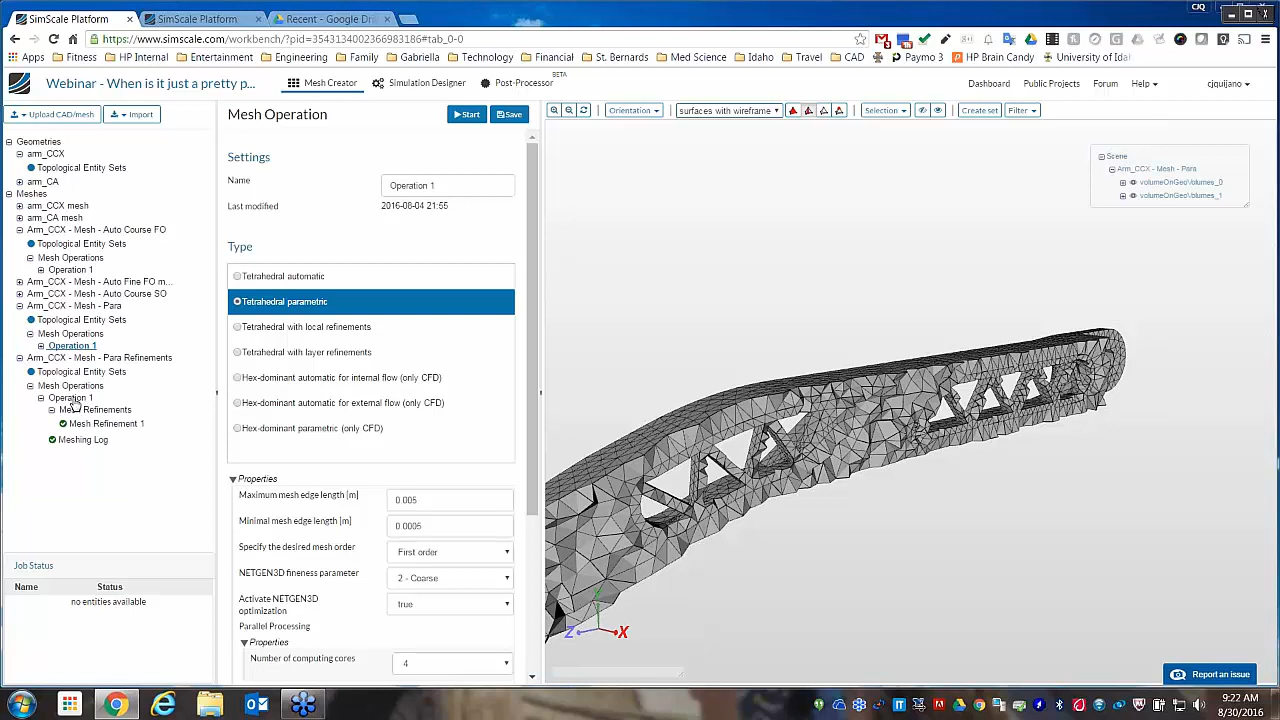 SimScale Platform
SimScale Platform
Recent - Google Dri
CIQ
https://www.simscale.com/workbench/?pid=3543134002366983186#tab_0-0
Apps
Fitness
HP Internal
Entertainment
Engineering
Family
Gabriella
Technology
Financial
St. Bernards
Med Science
Idaho
Travel
CAD
HP Internal
Paymo 3
HP Brain Candy
University of Idal
Webinar - When is it just a pretty p...
Mesh Creator
Simulation Designer
Post-Processor
BETA
Dashboard
Public Projects
Forum
Help
cjquijano
Upload CAD/mesh
Import
Mesh Operation
Start
Save
Orientation
surfaces with wireframe
Selection
Create set
Filter
Geometries
arm_CCX
Topological Entity Sets
arm_CA
Meshes
arm_CCX mesh
arm_CA mesh
Arm_CCX - Mesh - Auto Course FO
Topological Entity Sets
Mesh Operations
Operation 1
Arm_CCX - Mesh - Auto Fine FO m...
Arm_CCX - Mesh - Auto Course SO
Arm_CCX - Mesh - Para
Topological Entity Sets
Mesh Operations
Operation 1
Arm_CCX - Mesh - Para Refinements
Topological Entity Sets
Mesh Operations
Operation 1
Mesh Refinements
Mesh Refinement 1
Meshing Log
Job Status
Name Status
no entities available
Settings
Name
Operation 1
Last modified
2016-08-04 21:55
Type
Tetrahedral automatic
Tetrahedral parametric
Tetrahedral with local refinements
Tetrahedral with layer refinements
Hex-dominant automatic for internal flow (only CFD)
Hex-dominant automatic for external flow (only CFD)
Hex-dominant parametric (only CFD)
Properties
Maximum mesh edge length [m]
0.005
Minimal mesh edge length [m]
0.0005
Specify the desired mesh order
First order
NETGEN3D fineness parameter
2 - Coarse
Activate NETGEN3D
optimization
true
Parallel Processing
Properties
Number of computing cores
4
Scene
Arm_CCX - Mesh - Para
volumeOnGeoVolumes_0
volumeOnGeoVolumes_1
Z
X
Report an issue
9:22 AM
8/30/2016